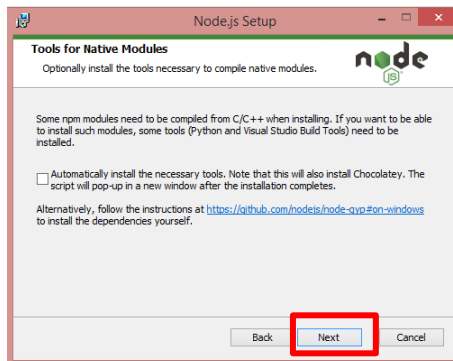 Node.js Setup
Tools for Native Modules
Optionally install the tools necessary to compile native modules.
node
JS
Some npm modules need to be compiled from C/C++ when installing. If you want to be able
to install such modules, some tools (Python and Visual Studio Build Tools) need to be
installed.
Automatically install the necessary tools. Note that this will also install Chocolatey. The
script will pop-up in a new window after the installation completes.
Alternatively, follow the instructions at https://github.com/nodejs/node-gyp#on-windows
to install the dependencies yourself.
Back Next Cancel